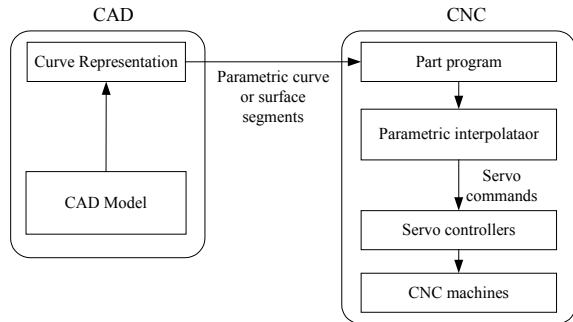 CAD
Curve Representation
CAD Model
Parametric curve
or surface
segments
CNC
Part program
Parametric interpolataor
Servo
commands
Servo controllers
CNC machines